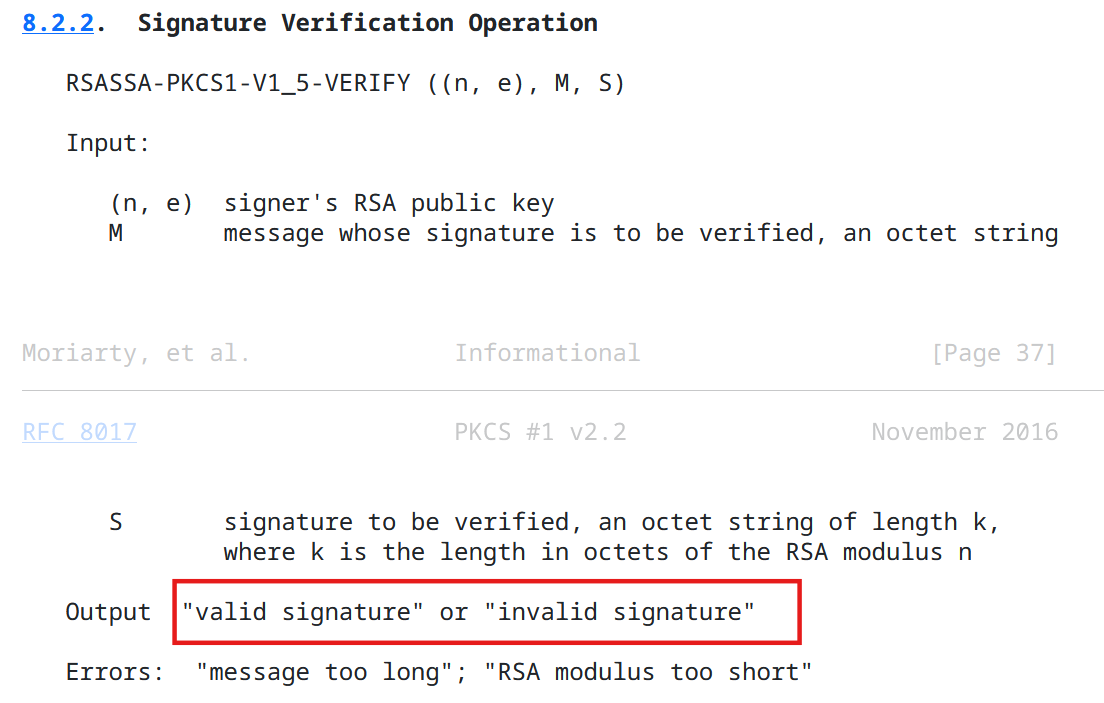 8.2.2. Signature Verification Operation
RSASSA-PKCS1-V1_5-VERIFY ((n, e), M, S)
Input:
(n, e) signer's RSA public key
M message whose signature is to be verified, an octet string
Moriarty, et al. Informational [Page 37]
RFC 8017 PKCS #1 v2.2 November 2016
S signature to be verified, an octet string of length k,
where k is the length in octets of the RSA modulus n
Output "valid signature" or "invalid signature"
Errors: "message too long"; "RSA modulus too short"